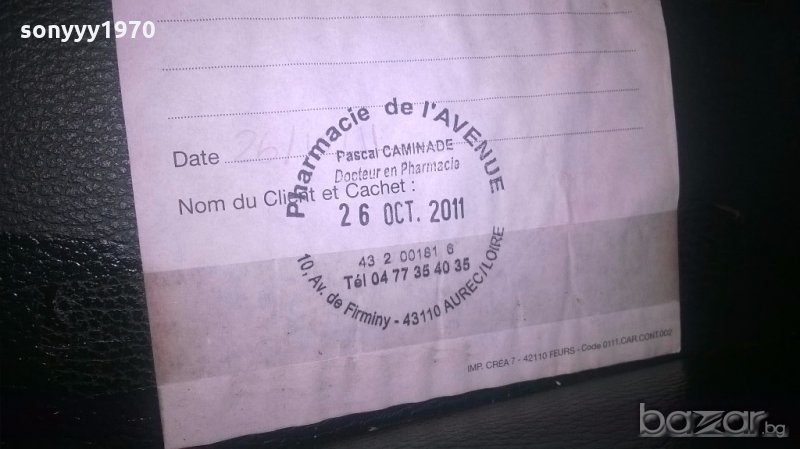 sonyyy1970
Date
Nom du Client et Cachet :
Pharmacie de l'AVENUE
Pascal CAMINADE
Docteur en Pharmacie
26 OCT. 2011
43 2 00181 6
Tél 04 77 35 40 35
10, Av. de Firminy - 43110 AUREC/LOIRE
IMP. CRÉA 7 - 42110 FEURS - Code 0111.CAR.CONT.002
bazar.bg